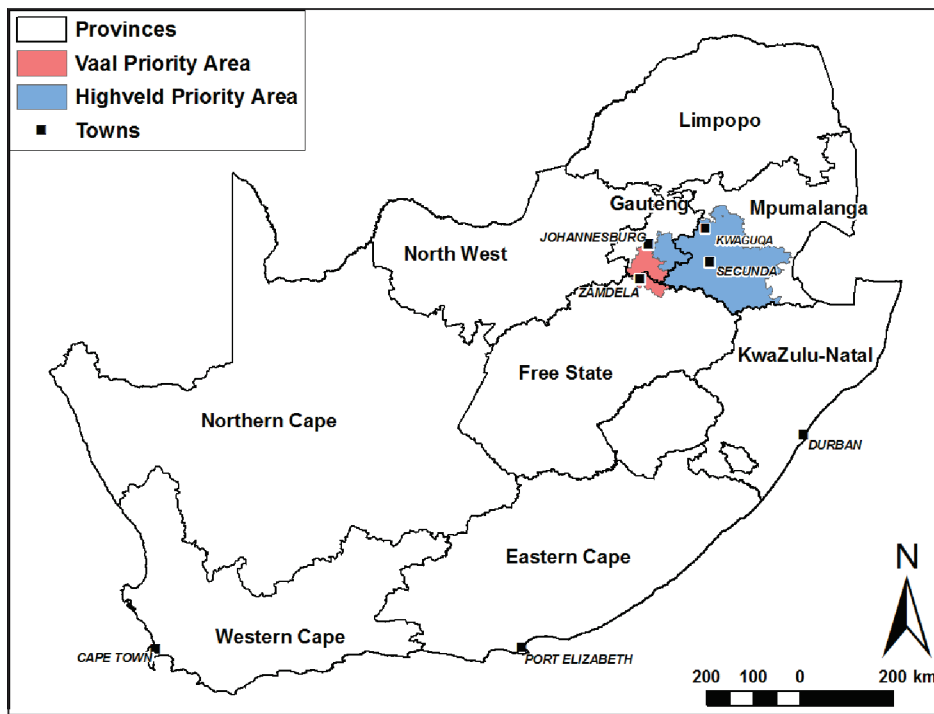 Provinces
Vaal Priority Area
Highveld Priority Area
Towns
Limpopo
Gauteng
Mpumalanga
JOHANNESBURG
KWAGUQA
North West
SECUNDA
ZAMDELA
KwaZulu-Natal
Free State
Northern Cape
DURBAN
Eastern Cape
N
Western Cape
CAPE TOWN
PORT ELIZABETH
200 100 0 200 km